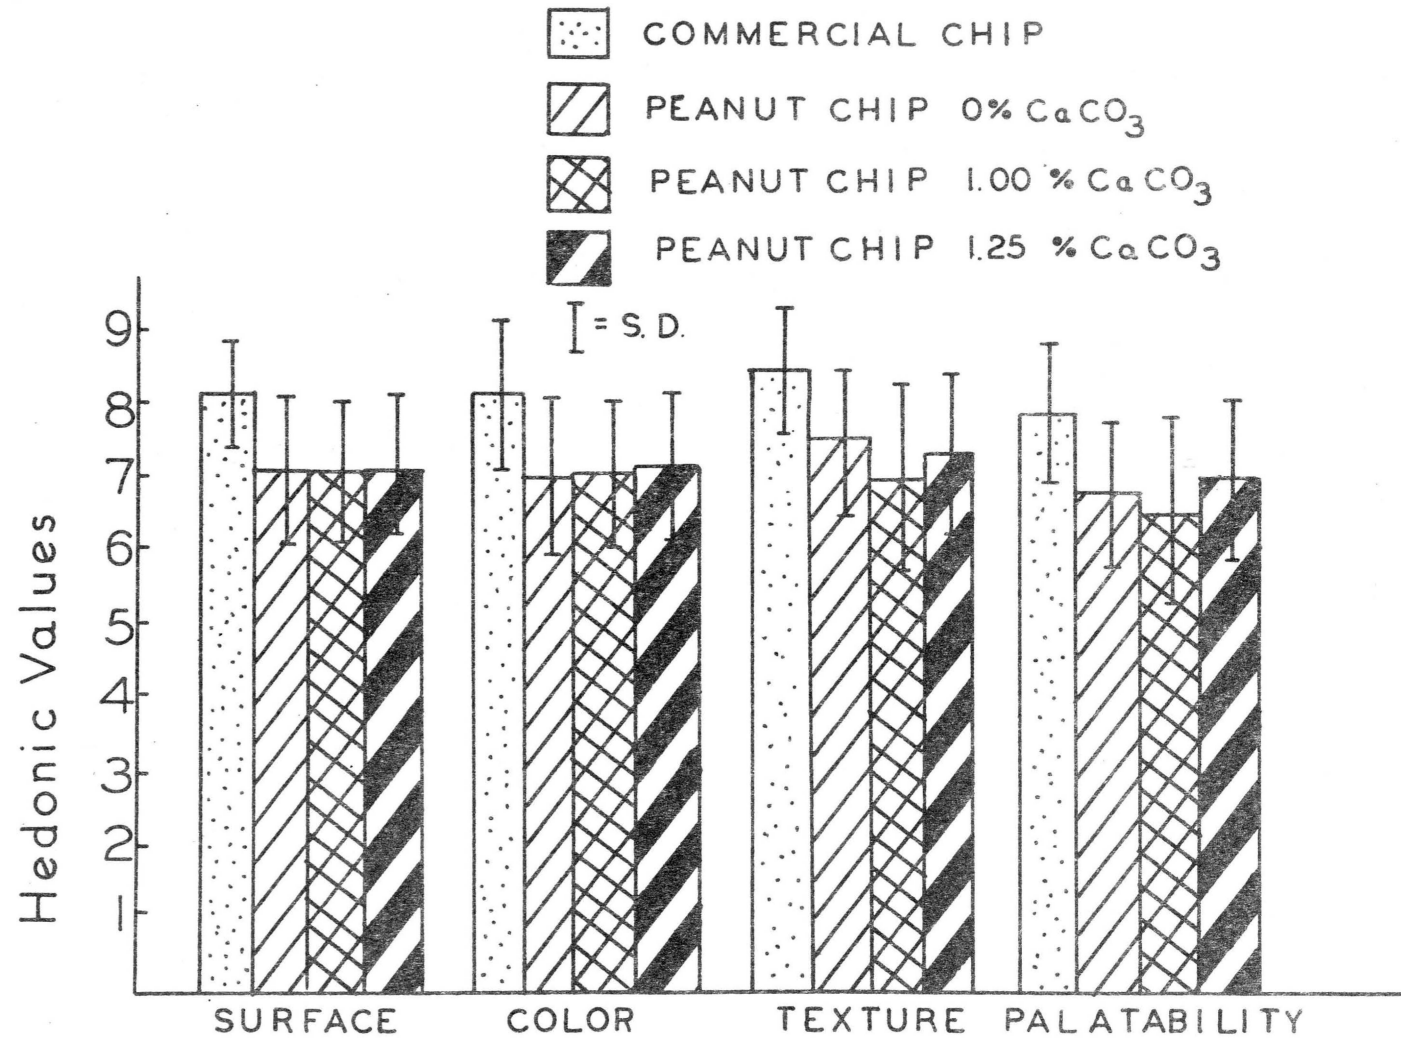 COMMERCIAL CHIP
PEANUT CHIP 0% CaCO3
PEANUT CHIP 1.00 % CaCO3
PEANUT CHIP 1.25 % CaCO3
= S. D.
9
8
7
6
5
4
3
2
1
Hedonic Values
SURFACE COLOR TEXTURE PALATABILITY